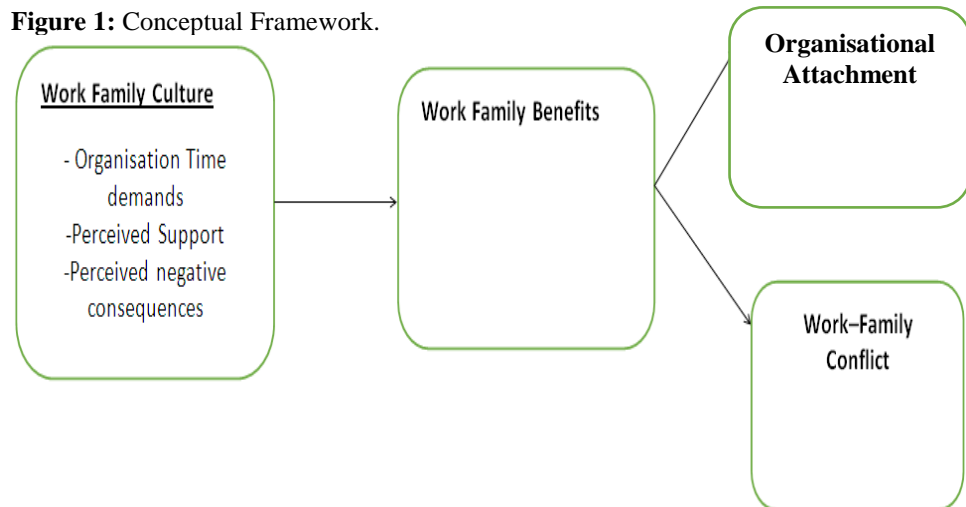 Figure 1: Conceptual Framework.
Work Family Culture
- Organisation Time
demands
-Perceived Support
-Perceived negative
consequences
Work Family Benefits
Organisational
Attachment
Work–Family
Conflict